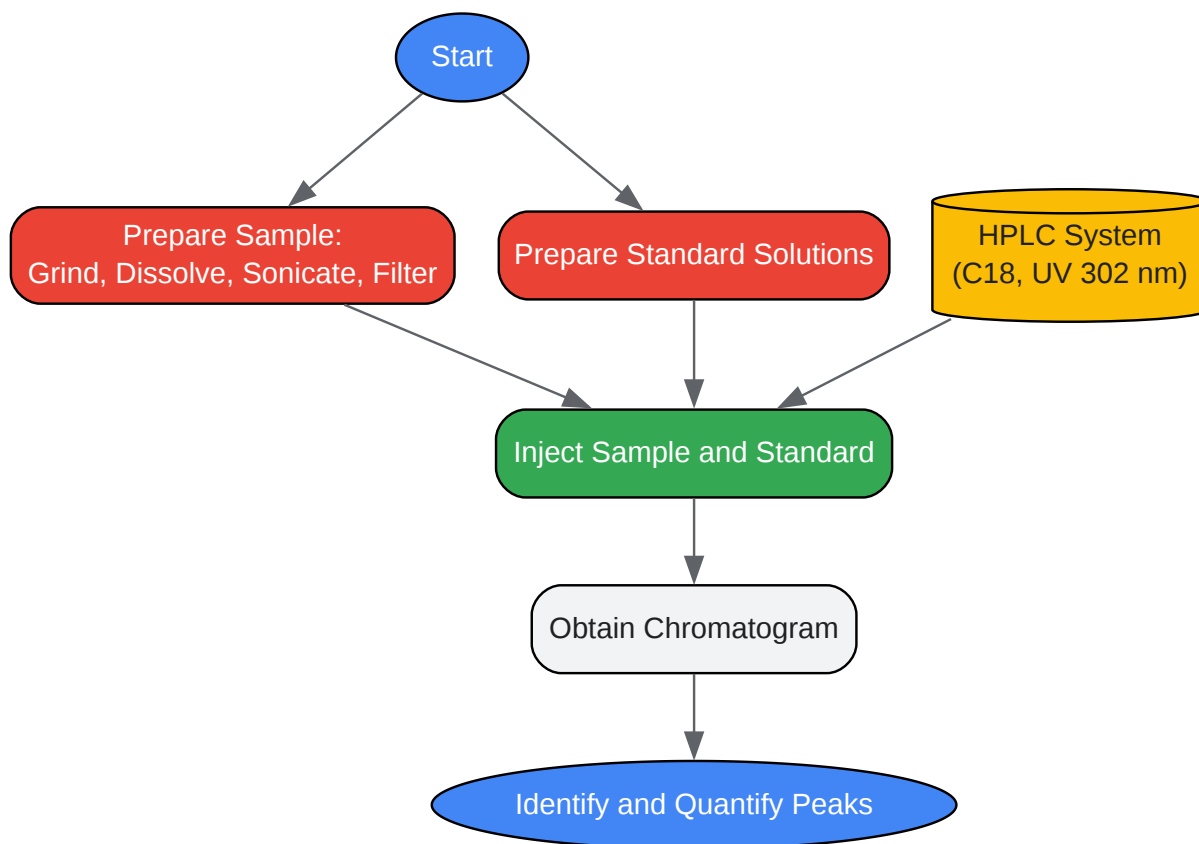 Start
Prepare Sample:
Grind, Dissolve, Sonicate, Filter
Prepare Standard Solutions
HPLC System
(C18, UV 302 nm)
Inject Sample and Standard
Obtain Chromatogram
Identify and Quantify Peaks